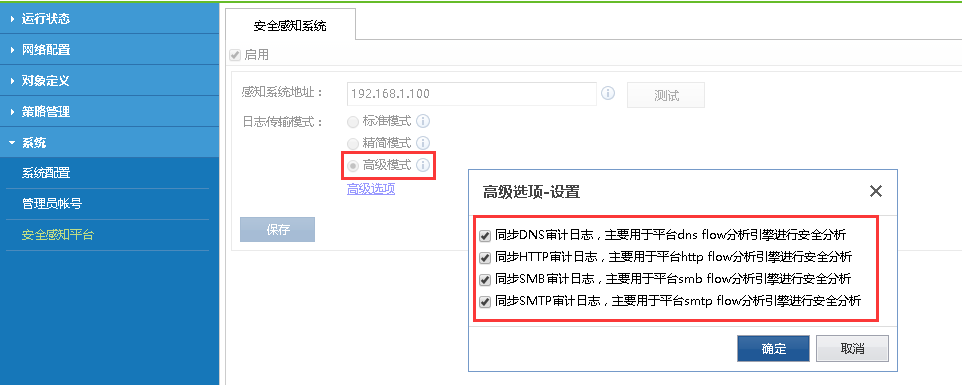 运行状态
网络配置
对象定义
策略管理
系统
系统配置
管理员帐号
安全感知平台
安全感知系统
启用
感知系统地址： 192.168.1.100 测试
日志传输模式： 标准模式
精简模式
高级模式
高级选项
保存
高级选项-设置
同步DNS审计日志，主要用于平台dns flow分析引擎进行安全分析
同步HTTP审计日志，主要用于平台http flow分析引擎进行安全分析
同步SMB审计日志，主要用于平台smb flow分析引擎进行安全分析
同步SMTP审计日志，主要用于平台smtp flow分析引擎进行安全分析
确定 取消